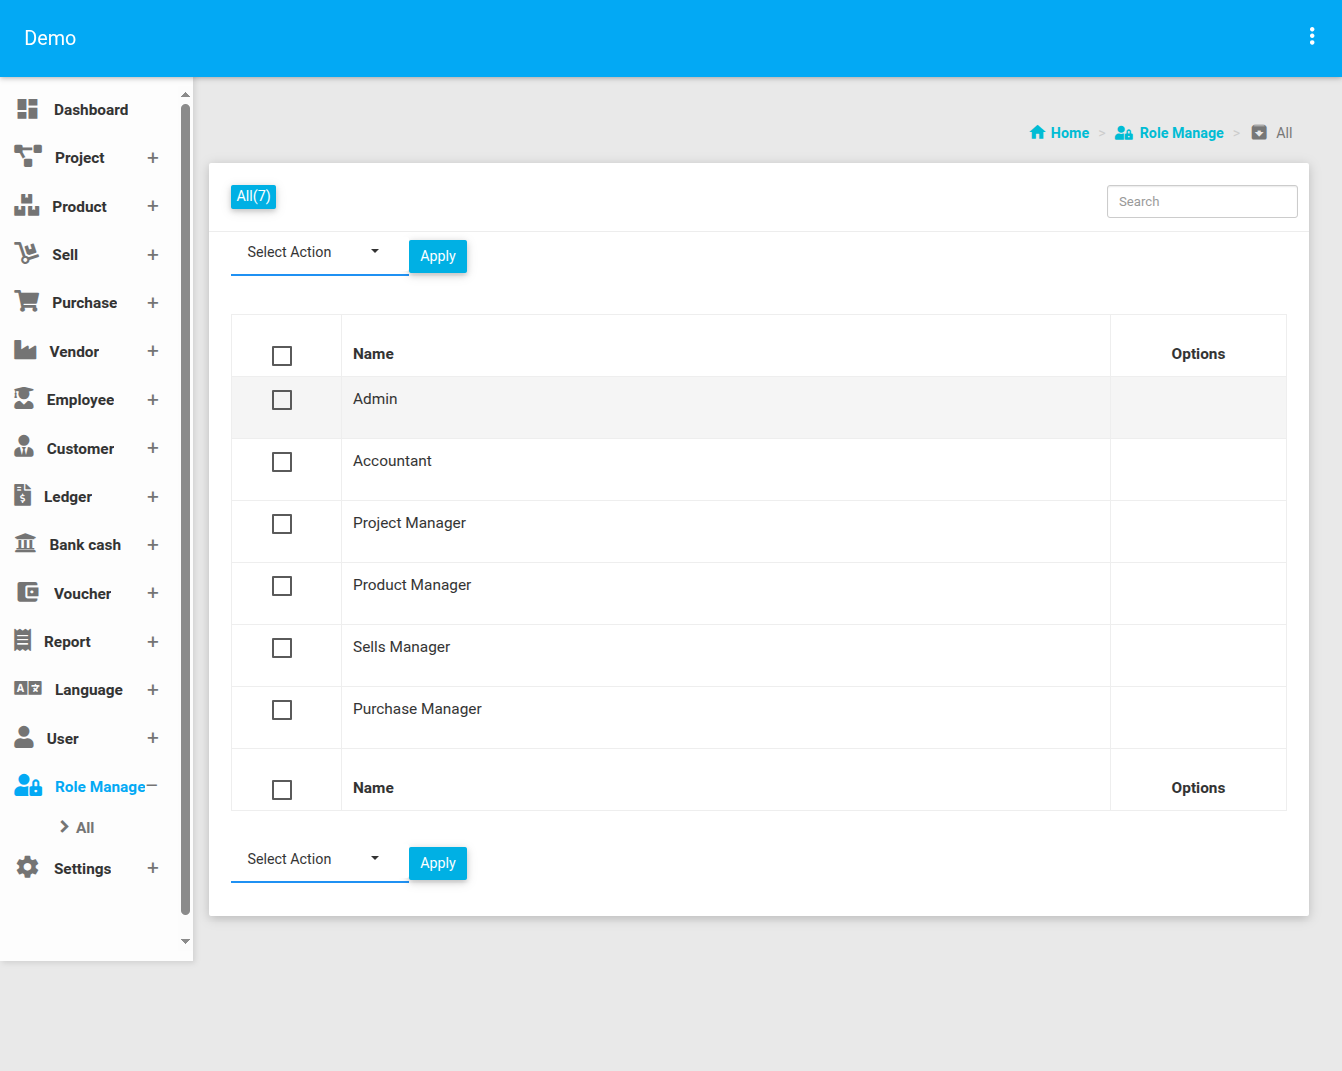 Demo
Dashboard
Project +
Product +
Sell +
Purchase +
Vendor +
Employee +
Customer +
Ledger +
Bank cash +
Voucher +
Report +
Language +
User +
Role Manage −
All
Settings +
Home > Role Manage > All
All(7)
Search
Select Action Apply
Name Options
Admin
Accountant
Project Manager
Product Manager
Sells Manager
Purchase Manager
Name Options
Select Action Apply